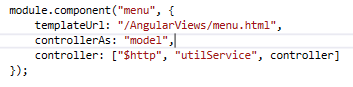 module.component("menu", {
    templateUrl: "/AngularViews/menu.html",
    controllerAs: "model",
    controller: ["$http", "utilService", controller]
});